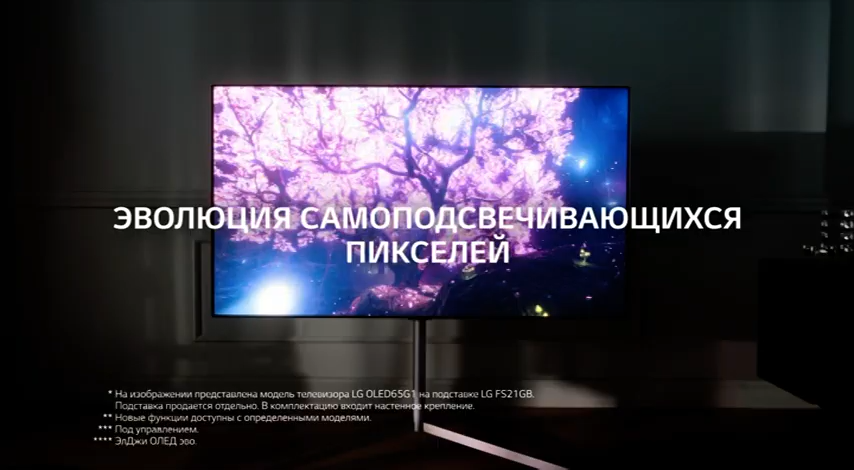 ЭВОЛЮЦИЯ САМОПОДСВЕЧИВАЮЩИХСЯ
ПИКСЕЛЕЙ
* На изображении представлена модель телевизора LG OLED65G1 на подставке LG FS21GB.
Подставка продается отдельно. В комплектацию входит настенное крепление.
** Новые функции доступны с определенными моделями.
*** Под управлением.
**** ЭлДжи ОЛЕД эво.